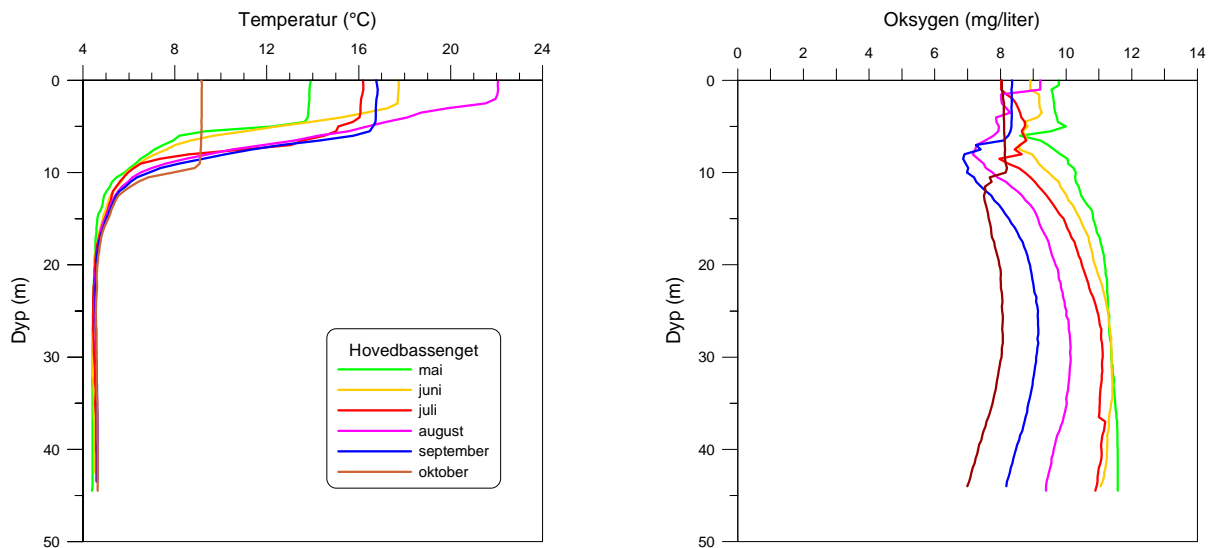 Temperatur (°C)
4 8 12 16 20 24
0
10
20
30
40
50
Dyp (m)
Hovedbassenget
mai
juni
juli
august
september
oktober
Oksygen (mg/liter)
0 2 4 6 8 10 12 14
0
10
20
30
40
50
Dyp (m)